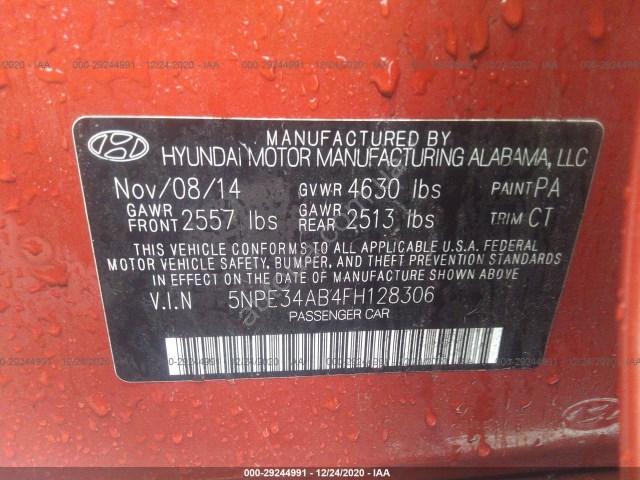 MANUFACTURED BY
HYUNDAI MOTOR MANUFACTURING ALABAMA, LLC
Nov/08/14 GVWR 4630 lbs PAINT PA
GAWR FRONT 2557 lbs GAWR REAR 2513 lbs TRIM CT
THIS VEHICLE CONFORMS TO ALL APPLICABLE U.S.A. FEDERAL
MOTOR VEHICLE SAFETY, BUMPER, AND THEFT PREVENTION STANDARDS
IN EFFECT ON THE DATE OF MANUFACTURE SHOWN ABOVE.
V.I.N 5NPE34AB4FH128306
PASSENGER CAR
000-29244991 - 12/24/2020 - IAA